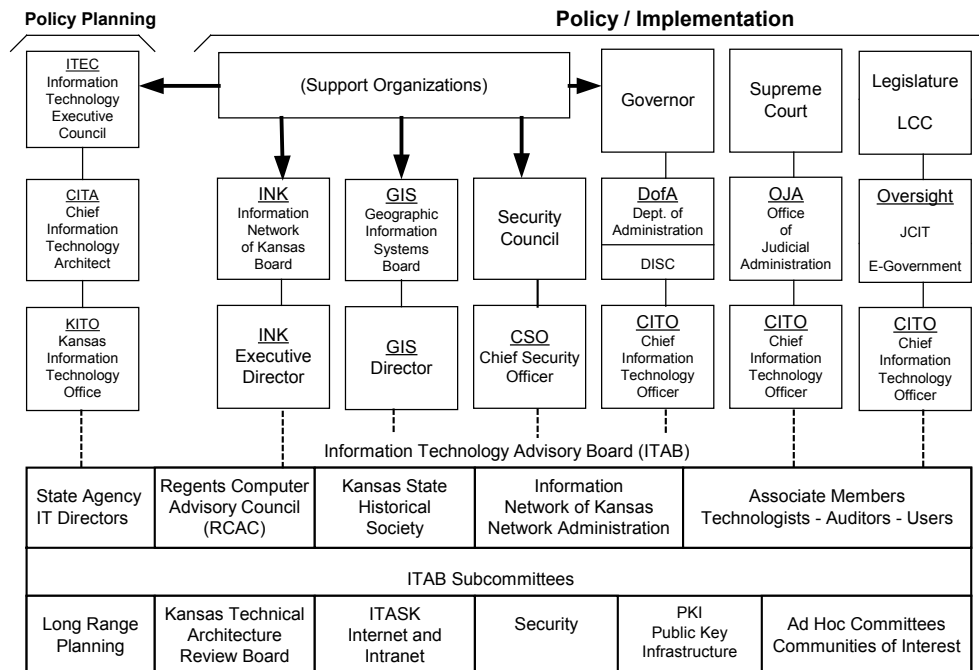 Policy Planning
Policy / Implementation
ITEC
Information
Technology
Executive
Council
(Support Organizations)
Governor
Supreme
Court
Legislature
LCC
CITA
Chief
Information
Technology
Architect
INK
Information
Network
of Kansas
Board
GIS
Geographic
Information
Systems
Board
Security
Council
DofA
Dept. of
Administration
DISC
OJA
Office
of
Judicial
Administration
Oversight
JCIT
E-Government
KITO
Kansas
Information
Technology
Office
INK
Executive
Director
GIS
Director
CSO
Chief Security
Officer
CITO
Chief
Information
Technology
Officer
CITO
Chief
Information
Technology
Officer
CITO
Chief
Information
Technology
Officer
Information Technology Advisory Board (ITAB)
State Agency
IT Directors
Regents Computer
Advisory Council
(RCAC)
Kansas State
Historical
Society
Information
Network of Kansas
Network Administration
Associate Members
Technologists - Auditors - Users
ITAB Subcommittees
Long Range
Planning
Kansas Technical
Architecture
Review Board
ITASK
Internet and
Intranet
Security
PKI
Public Key
Infrastructure
Ad Hoc Committees
Communities of Interest